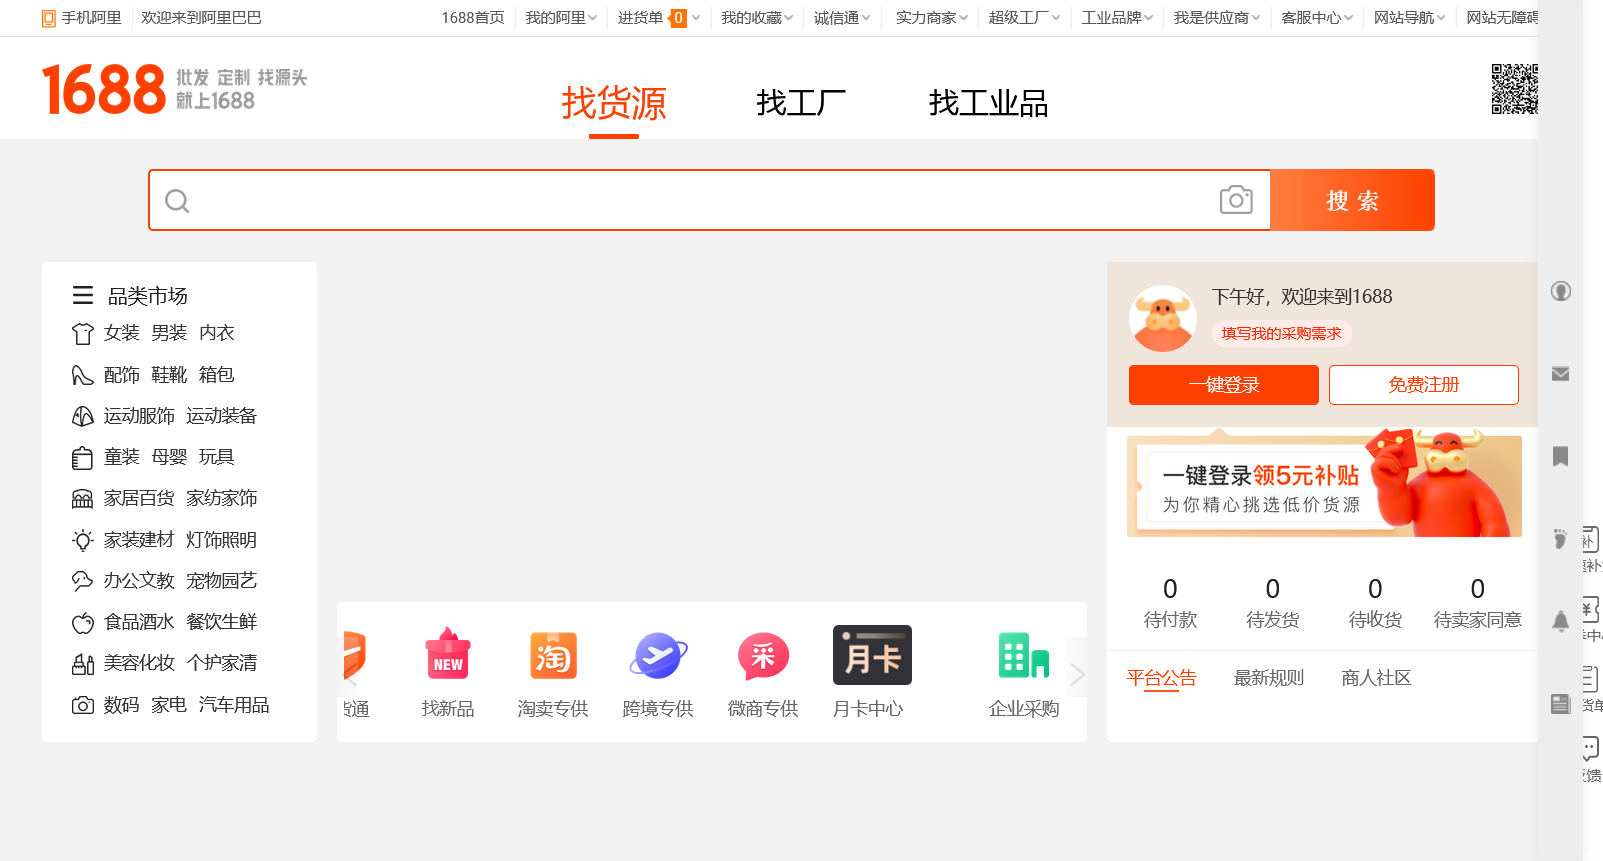 手机阿里 欢迎来到阿里巴巴 1688首页 我的阿里 进货单 0 我的收藏 诚信通 实力商家 超级工厂 工业品牌 我是供应商 客服中心 网站导航 网站无障碍
1688 批发 定制 找源头
就上1688
找货源 找工厂 找工业品
搜 索
品类市场
女装 男装 内衣
配饰 鞋靴 箱包
运动服饰 运动装备
童装 母婴 玩具
家居百货 家纺家饰
家装建材 灯饰照明
办公文教 宠物园艺
食品酒水 餐饮生鲜
美容化妆 个护家清
数码 家电 汽车用品
NEW 淘 采 月卡
货通 找新品 淘卖专供 跨境专供 微商专供 月卡中心 企业采购
下午好，欢迎来到1688
填写我的采购需求
一键登录 免费注册
一键登录领5元补贴
为你精心挑选低价货源
0 0 0 0
待付款 待发货 待收货 待卖家同意
平台公告 最新规则 商人社区
补